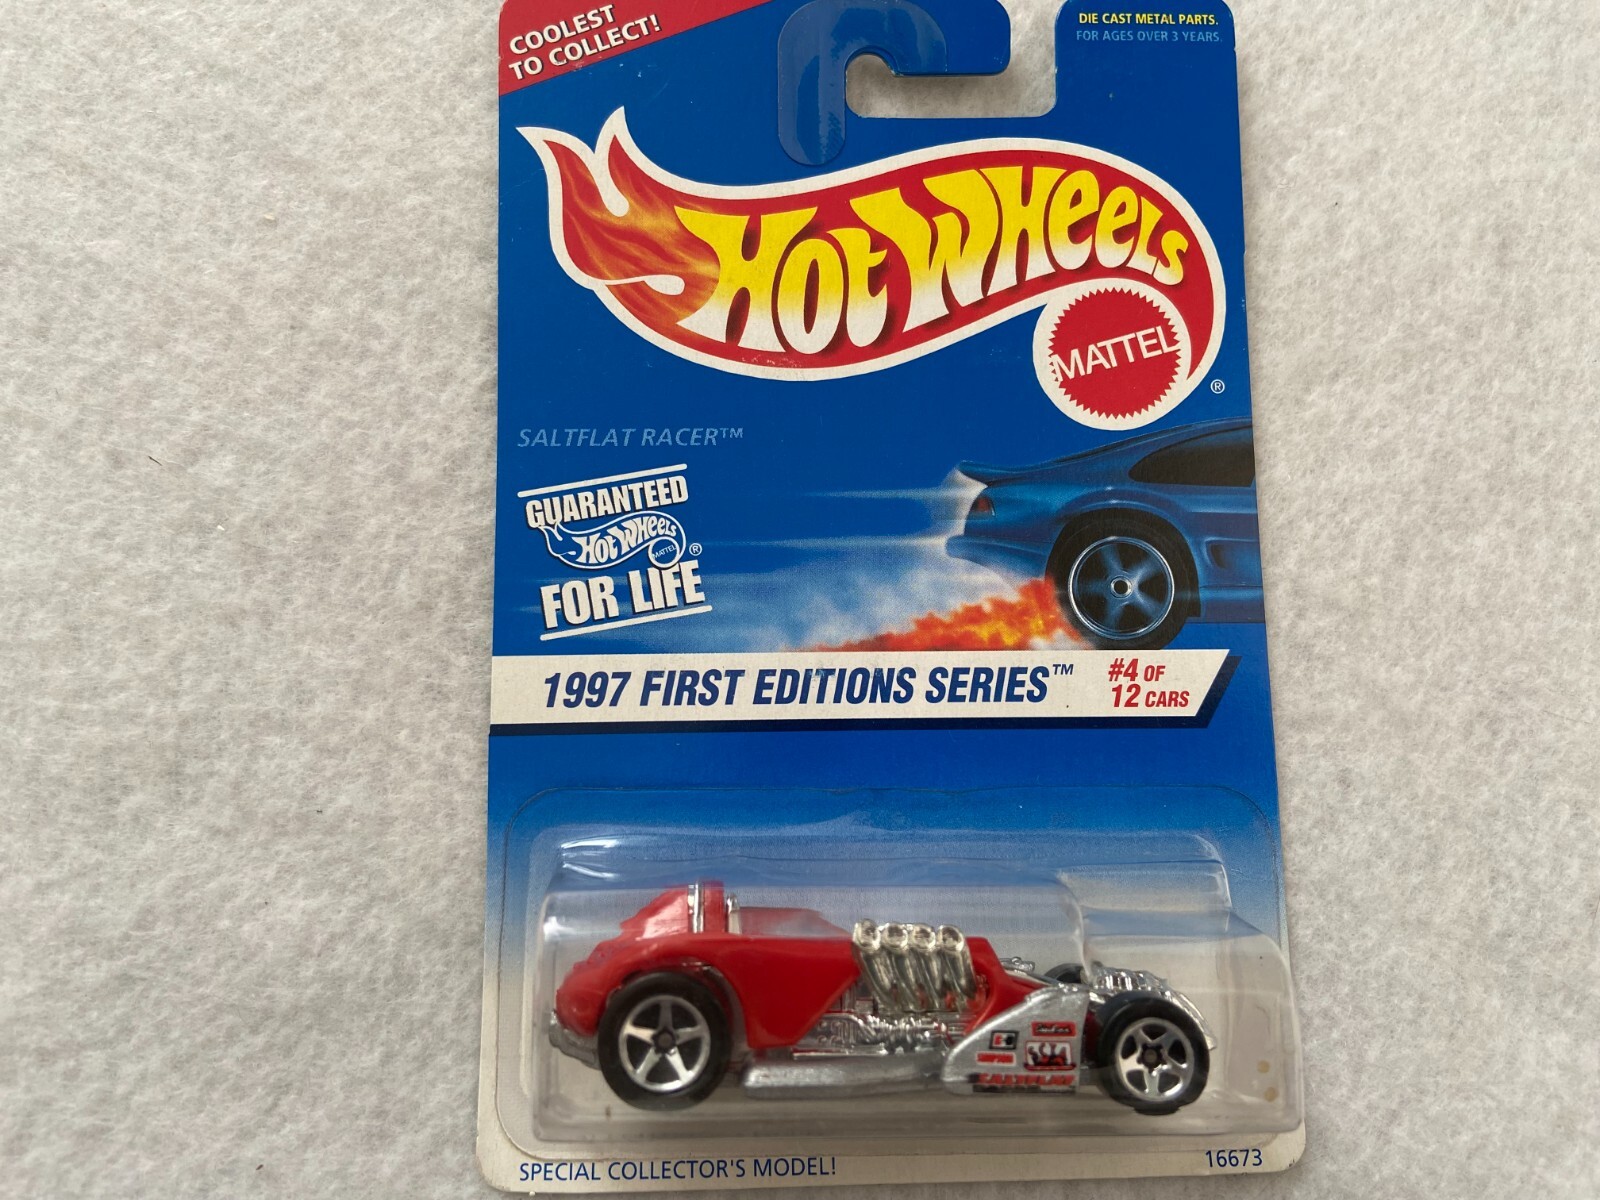 COOLEST
TO COLLECT!
DIE CAST METAL PARTS.
FOR AGES OVER 3 YEARS.
HOT WHEELS
MATTEL
®
SALTFLAT RACER™
GUARANTEED
HOT WHEELS
MATTEL
®
FOR LIFE
1997 FIRST EDITIONS SERIES™
#4 OF
12 CARS
SPECIAL COLLECTOR'S MODEL!
16673